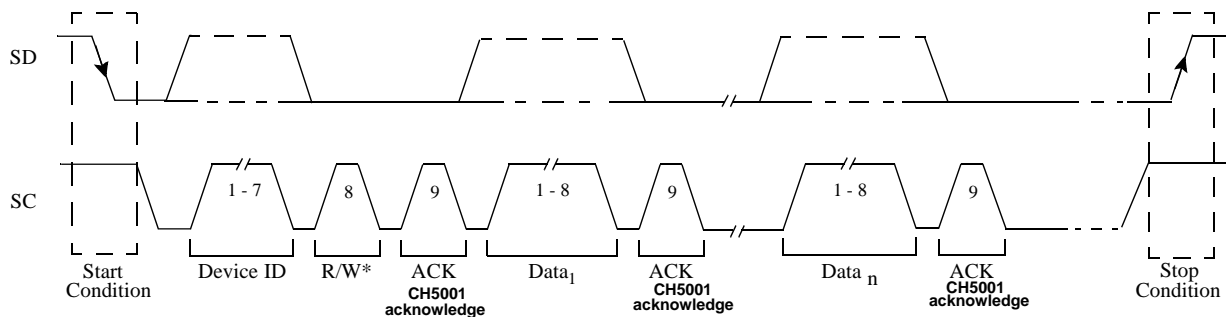 SD
SC
1 - 7
8
9
1 - 8
9
1 - 8
9
Start
Condition
Device ID
R/W*
ACK
CH5001
acknowledge
Data1
ACK
CH5001
acknowledge
Data n
ACK
CH5001
acknowledge
Stop
Condition